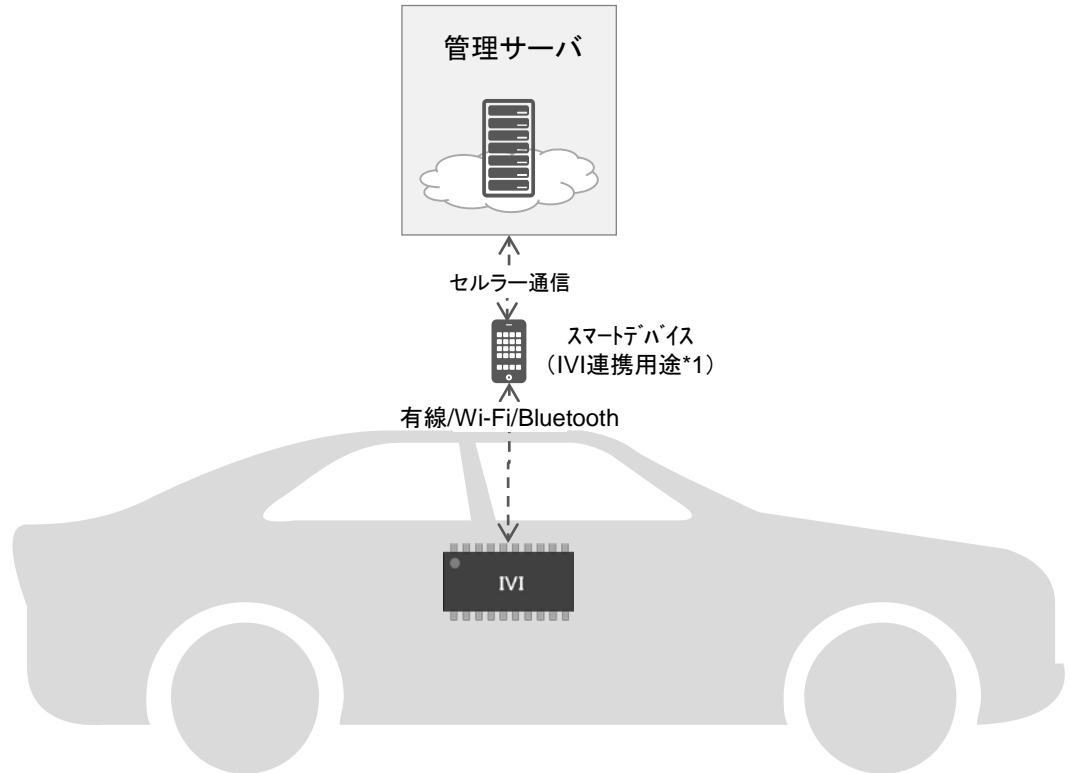 管理サーバ
セルラー通信
ｽﾏｰﾄﾃﾞﾊﾞｲｽ
（IVI連携用途*1）
有線/Wi-Fi/Bluetooth
IVI